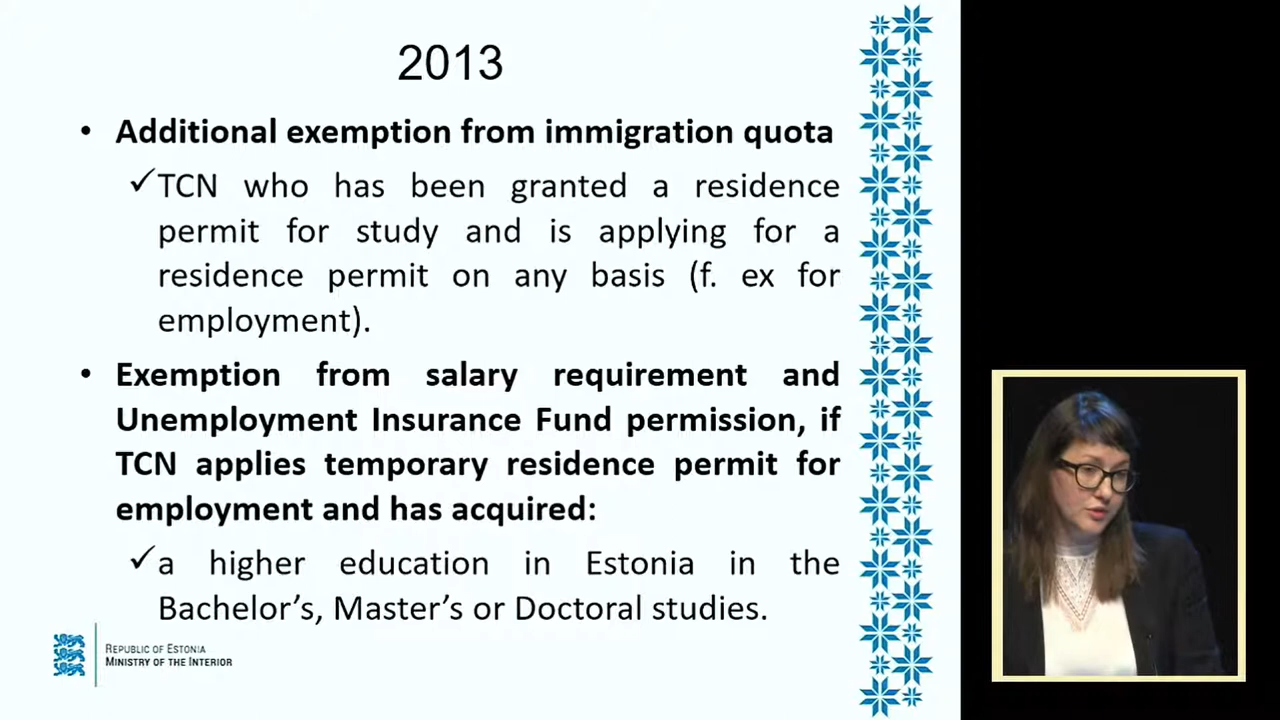 2013
• Additional exemption from immigration quota
✓TCN who has been granted a residence
permit for study and is applying for a
residence permit on any basis (f. ex for
employment).
• Exemption from salary requirement and
Unemployment Insurance Fund permission, if
TCN applies temporary residence permit for
employment and has acquired:
✓a higher education in Estonia in the
Bachelor’s, Master’s or Doctoral studies.
REPUBLIC OF ESTONIA
MINISTRY OF THE INTERIOR